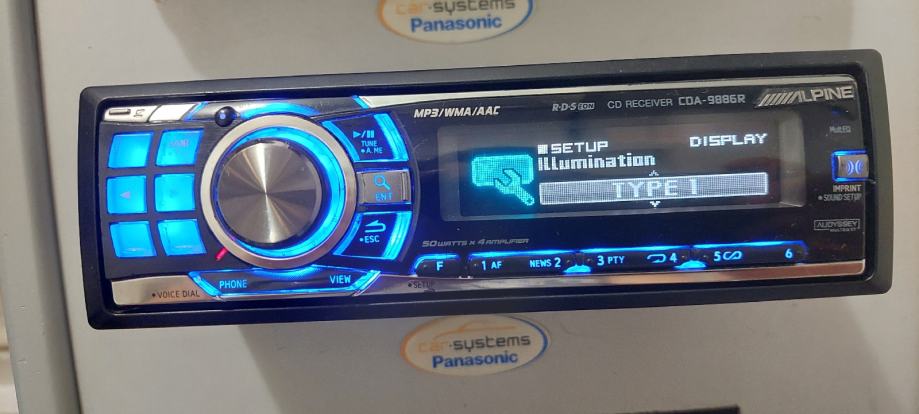 car-systems
Panasonic
MP3/WMA/AAC
R·D·S EON
CD RECEIVER CDA-9886R
ALPINE
MultEQ
TUNE
•A.ME
ENT
•ESC
SETUP
DISPLAY
Illumination
TYPE 1
IMPRINT
•SOUND SETUP
AUDYSSEY
50WATTS X 4 AMPLIFIER
F
1 AF
NEWS 2
3 PTY
4
5
6
•VOICE DIAL
PHONE
VIEW
•SETUP
car-systems
Panasonic